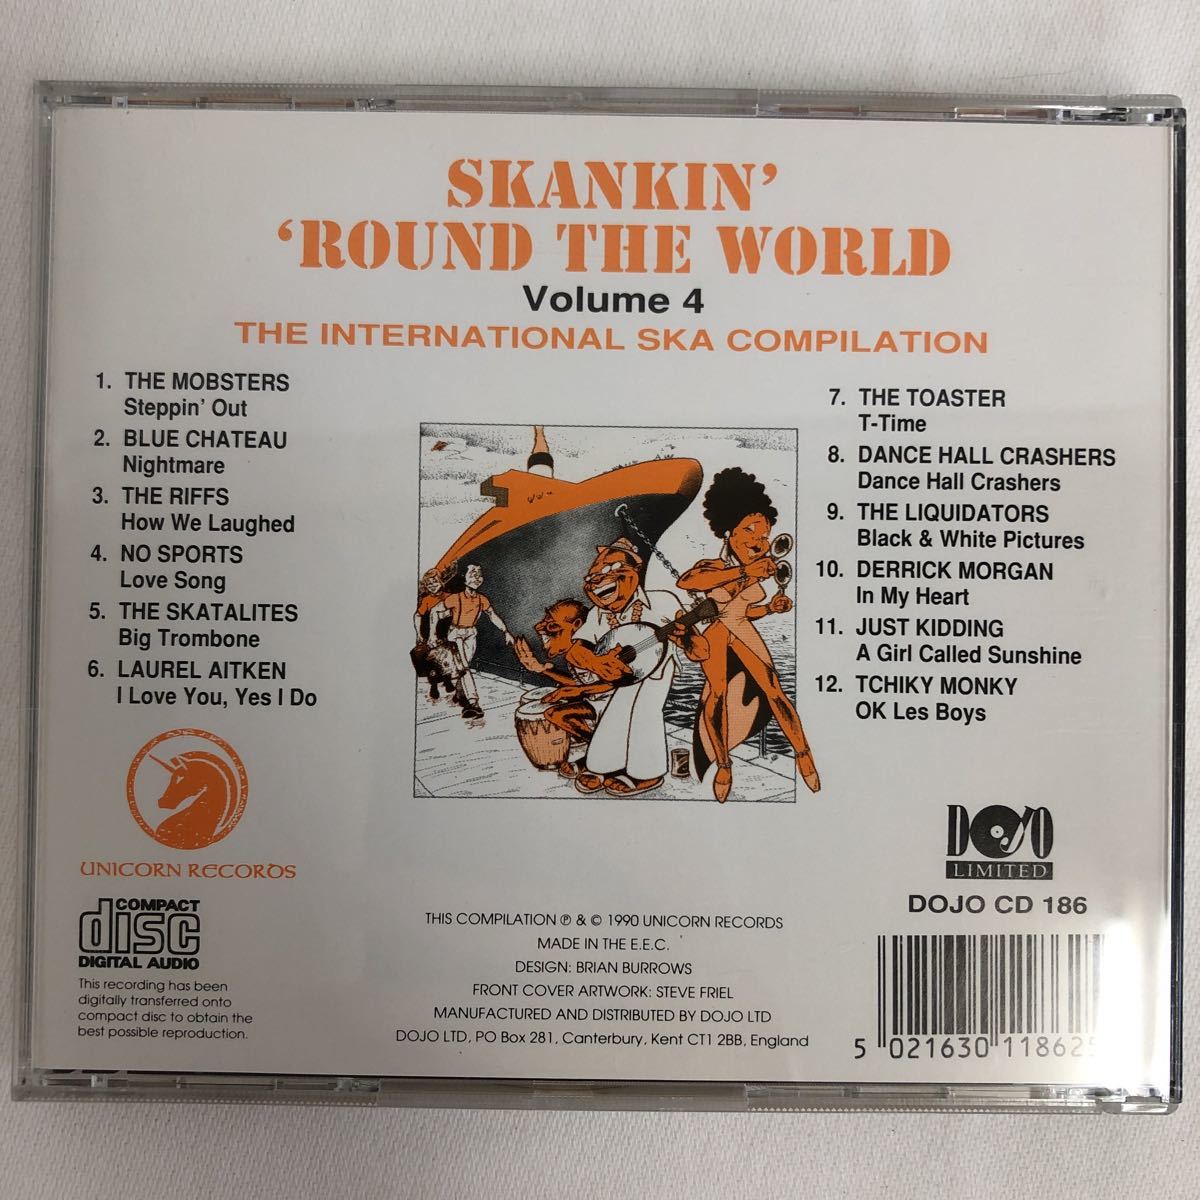 SKANKIN'
'ROUND THE WORLD
Volume 4
THE INTERNATIONAL SKA COMPILATION
1. THE MOBSTERS
Steppin' Out
2. BLUE CHATEAU
Nightmare
3. THE RIFFS
How We Laughed
4. NO SPORTS
Love Song
5. THE SKATALITES
Big Trombone
6. LAUREL AITKEN
I Love You, Yes I Do
7. THE TOASTER
T-Time
8. DANCE HALL CRASHERS
Dance Hall Crashers
9. THE LIQUIDATORS
Black & White Pictures
10. DERRICK MORGAN
In My Heart
11. JUST KIDDING
A Girl Called Sunshine
12. TCHIKY MONKY
OK Les Boys
UNICORN RECORDS
COMPACT
disc
DIGITAL AUDIO
This recording has been
digitally transferred onto
compact disc to obtain the
best possible reproduction.
THIS COMPILATION ℗ & © 1990 UNICORN RECORDS
MADE IN THE E.E.C.
DESIGN: BRIAN BURROWS
FRONT COVER ARTWORK: STEVE FRIEL
MANUFACTURED AND DISTRIBUTED BY DOJO LTD
DOJO LTD, PO Box 281, Canterbury, Kent CT1 2BB, England
DOJO
LIMITED
DOJO CD 186
5 021630 118625